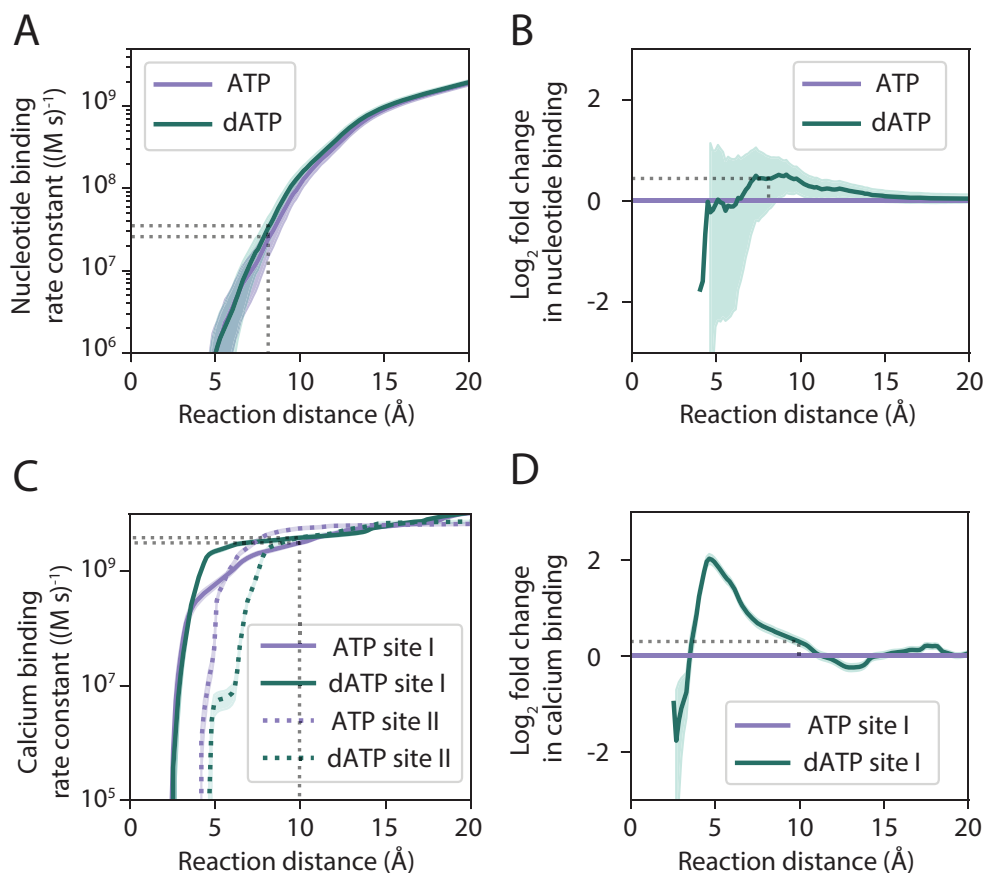 A
Nucleotide binding
rate constant ((M s)⁻¹)
10⁹
10⁸
10⁷
10⁶
ATP
dATP
0 5 10 15 20
Reaction distance (Å)
B
Log₂ fold change
in nucleotide binding
2
0
-2
ATP
dATP
0 5 10 15 20
Reaction distance (Å)
C
Calcium binding
rate constant ((M s)⁻¹)
10⁹
10⁷
10⁵
ATP site I
dATP site I
ATP site II
dATP site II
0 5 10 15 20
Reaction distance (Å)
D
Log₂ fold change
in calcium binding
2
0
-2
ATP site I
dATP site I
0 5 10 15 20
Reaction distance (Å)